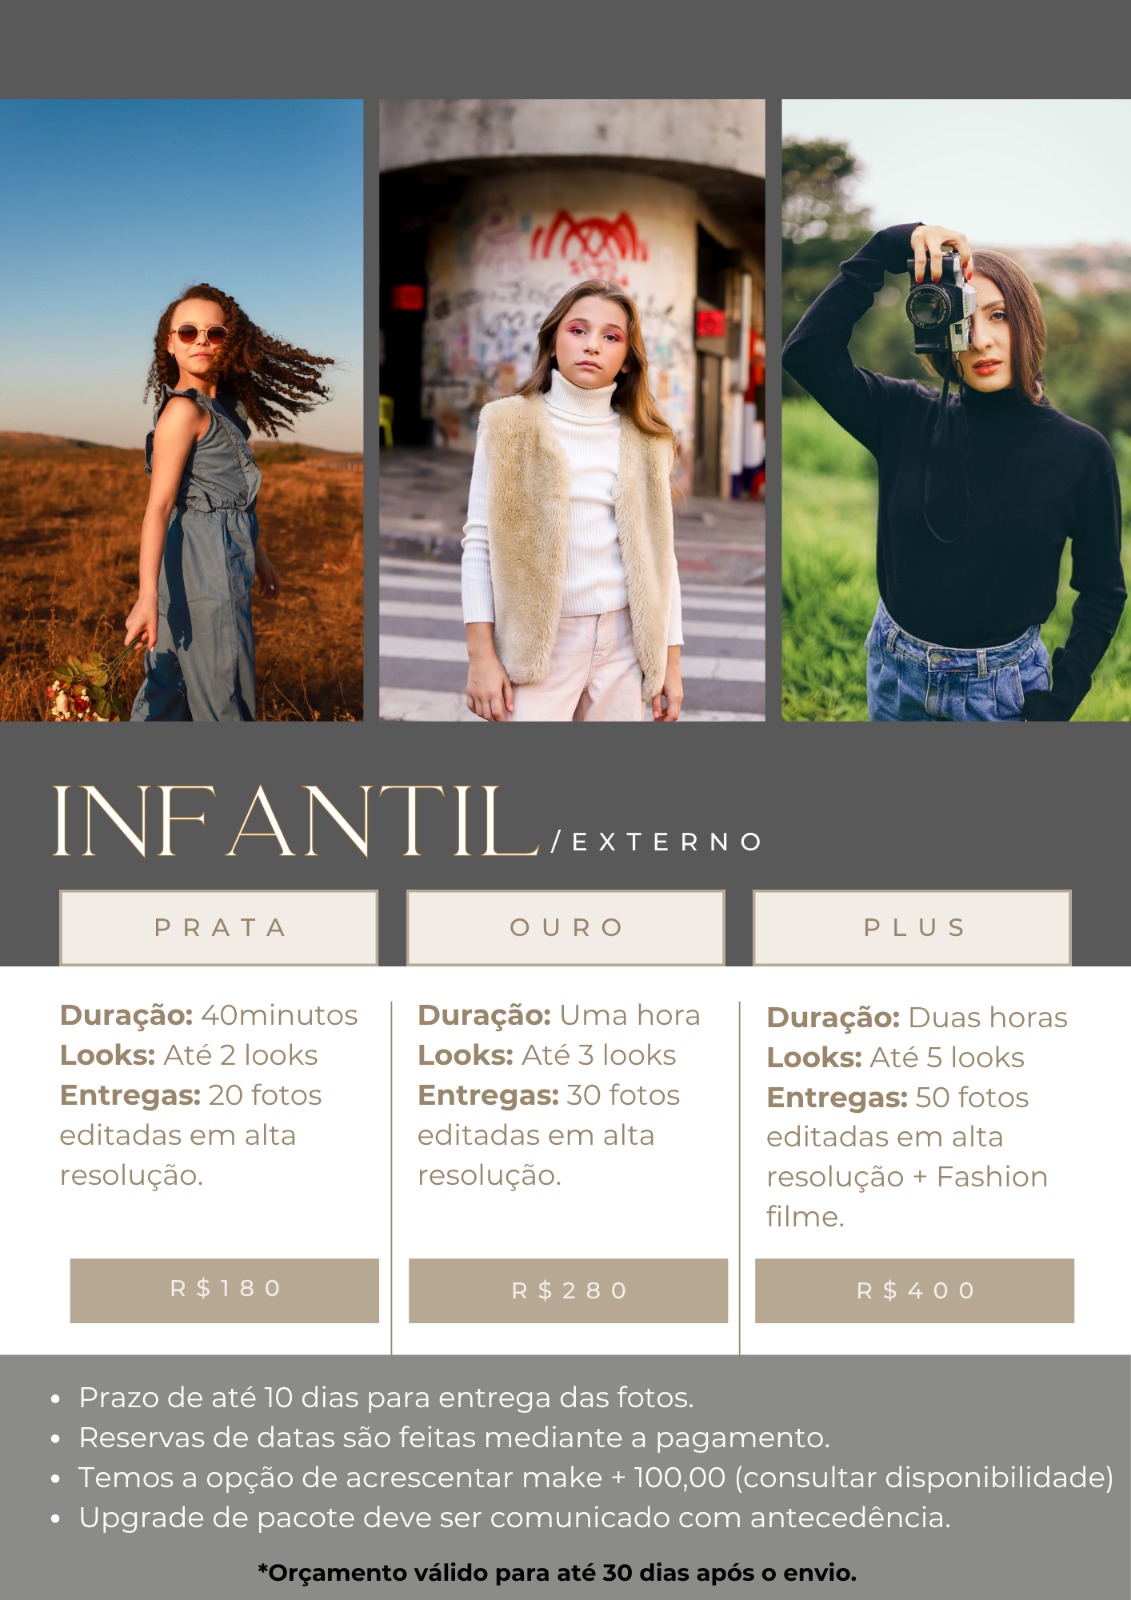 INFANTIL/EXTERNO
PRATA
OURO
PLUS
Duração: 40minutos
Looks: Até 2 looks
Entregas: 20 fotos
editadas em alta
resolução.
Duração: Uma hora
Looks: Até 3 looks
Entregas: 30 fotos
editadas em alta
resolução.
Duração: Duas horas
Looks: Até 5 looks
Entregas: 50 fotos
editadas em alta
resolução + Fashion
filme.
R$180
R$280
R$400
• Prazo de até 10 dias para entrega das fotos.
• Reservas de datas são feitas mediante a pagamento.
• Temos a opção de acrescentar make + 100,00 (consultar disponibilidade)
• Upgrade de pacote deve ser comunicado com antecedência.
*Orçamento válido para até 30 dias após o envio.